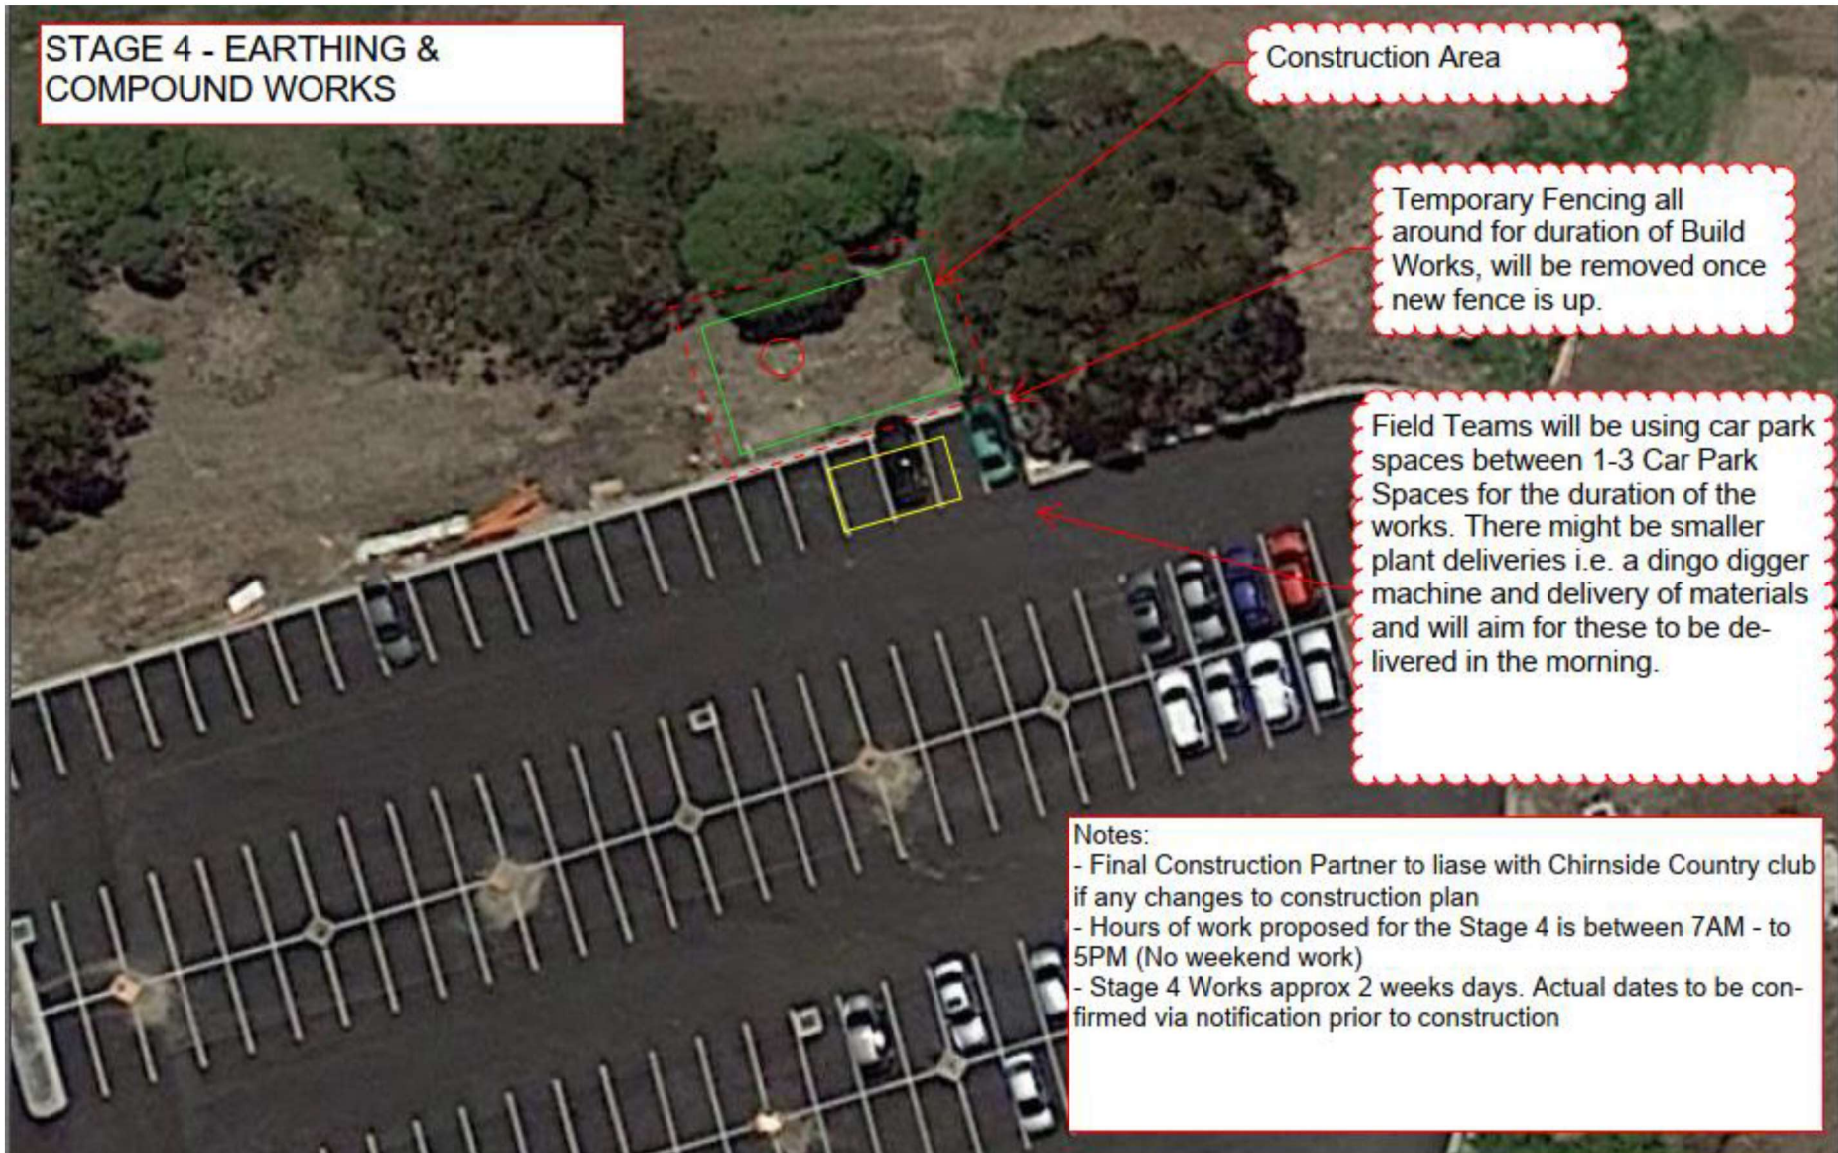 STAGE 4 - EARTHING &
COMPOUND WORKS
Construction Area
Temporary Fencing all
around for duration of Build
Works, will be removed once
new fence is up.
Field Teams will be using car park
spaces between 1-3 Car Park
Spaces for the duration of the
works. There might be smaller
plant deliveries i.e. a dingo digger
machine and delivery of materials
and will aim for these to be de-
livered in the morning.
Notes:
- Final Construction Partner to liase with Chirnside Country club
if any changes to construction plan
- Hours of work proposed for the Stage 4 is between 7AM - to
5PM (No weekend work)
- Stage 4 Works approx 2 weeks days. Actual dates to be con-
firmed via notification prior to construction